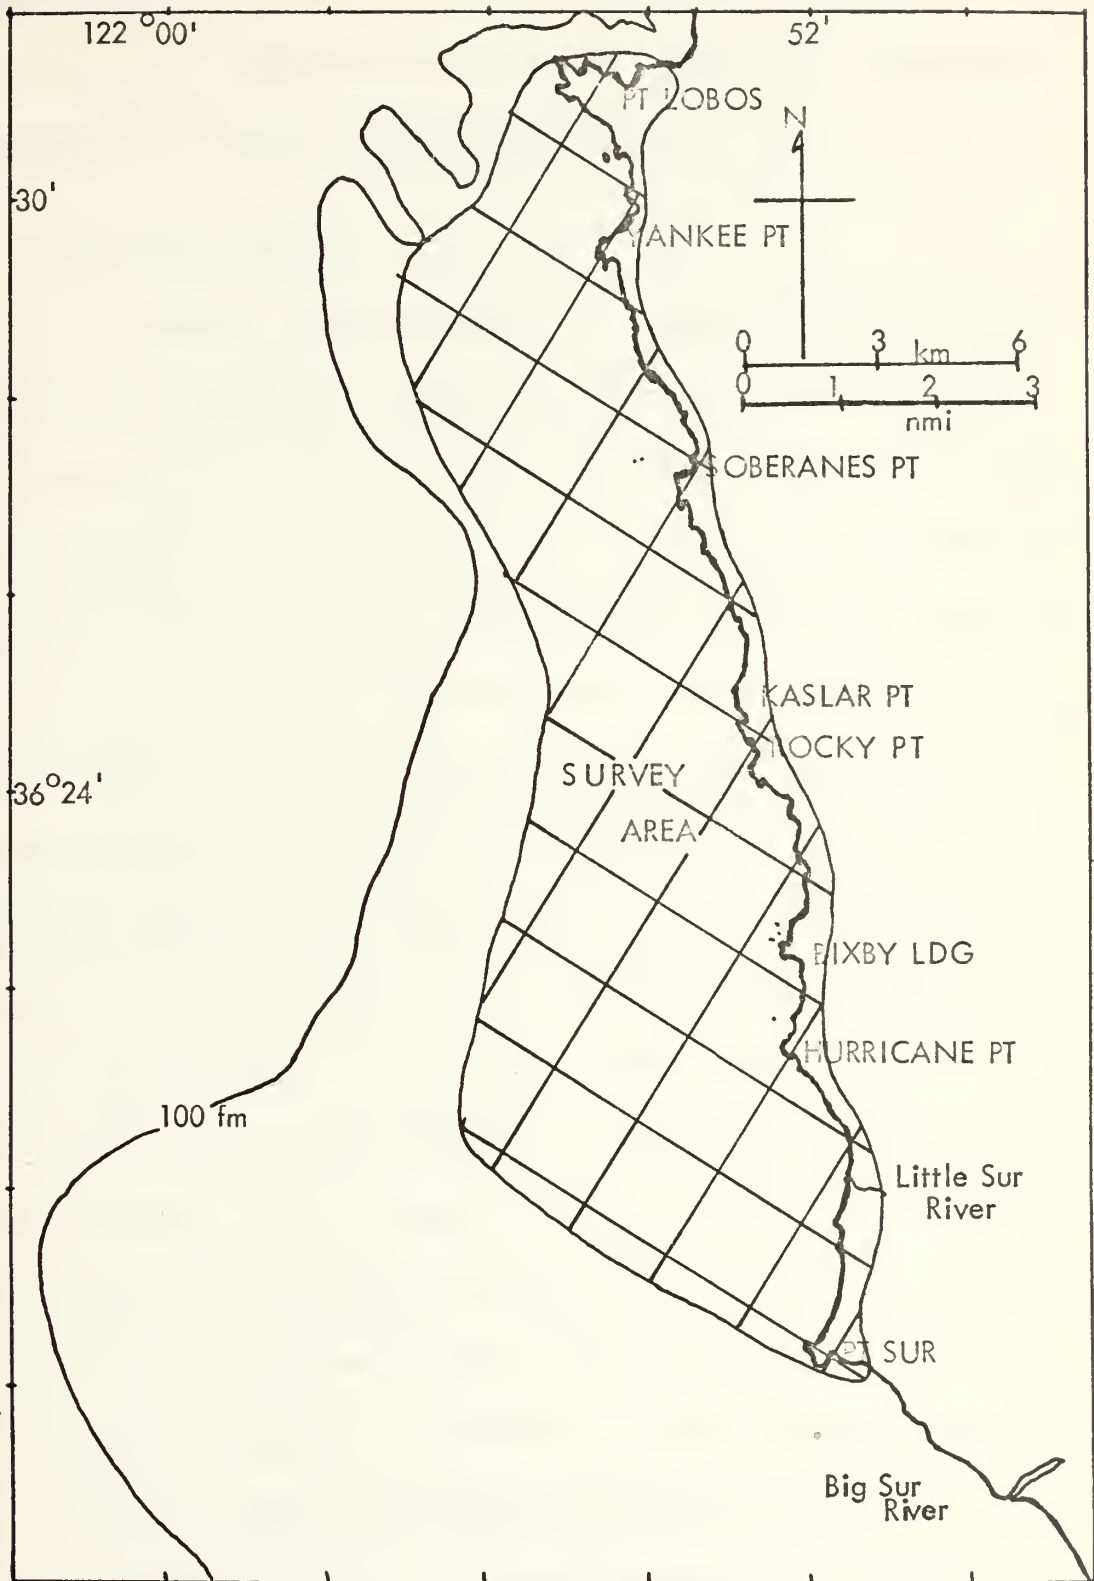 122°00' 52'
PT LOBOS
N
30'
YANKEE PT
0 3 km 6
0 1 2 3
nmi
SOBERANES PT
KASLAR PT
ROCKY PT
SURVEY
36°24'
AREA
BIXBY LDG
HURRICANE PT
100 fm
Little Sur
River
PT SUR
Big Sur
River